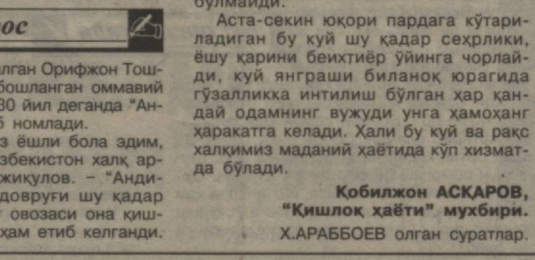 ос
лган Орифжон Тош-
бошланган оммавий
30 йил деганда “Ан-
номлади.
з ёшли бола эдим,
збекистон халқ ар-
жиқулов. – “Анди-
довруғи шу қадар
овозаси она қиш-
ҳам етиб келганди.
бўлмайди.
Аста-секин юқори пардага кўтари-
ладиган бу куй шу қадар сеҳрлики,
ёшу қарини беихтиёр ўйинга чорлай-
ди, куй янграши биланоқ юрагида
гўзалликка интилиш бўлган ҳар қан-
дай одамнинг вужуди унга ҳамоҳанг
ҳаракатга келади. Ҳали бу куй ва рақс
халқимиз маданий ҳаётида кўп хизмат-
да бўлади.
Қобилжон АСҚАРОВ,
“Қишлоқ ҳаёти” мухбири.
Х.АРАББОЕВ олган суратлар.